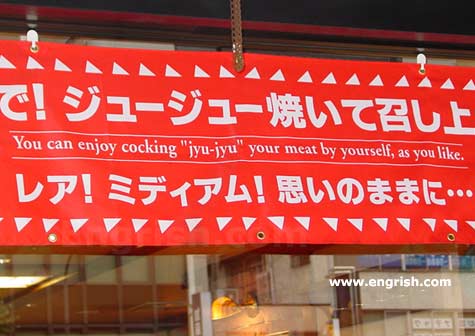 で! ジュージュー焼いて召し上
You can enjoy cocking "jyu-jyu" your meat by yourself, as you like.
レア! ミディアム! 思いのままに…
www.engrish.com